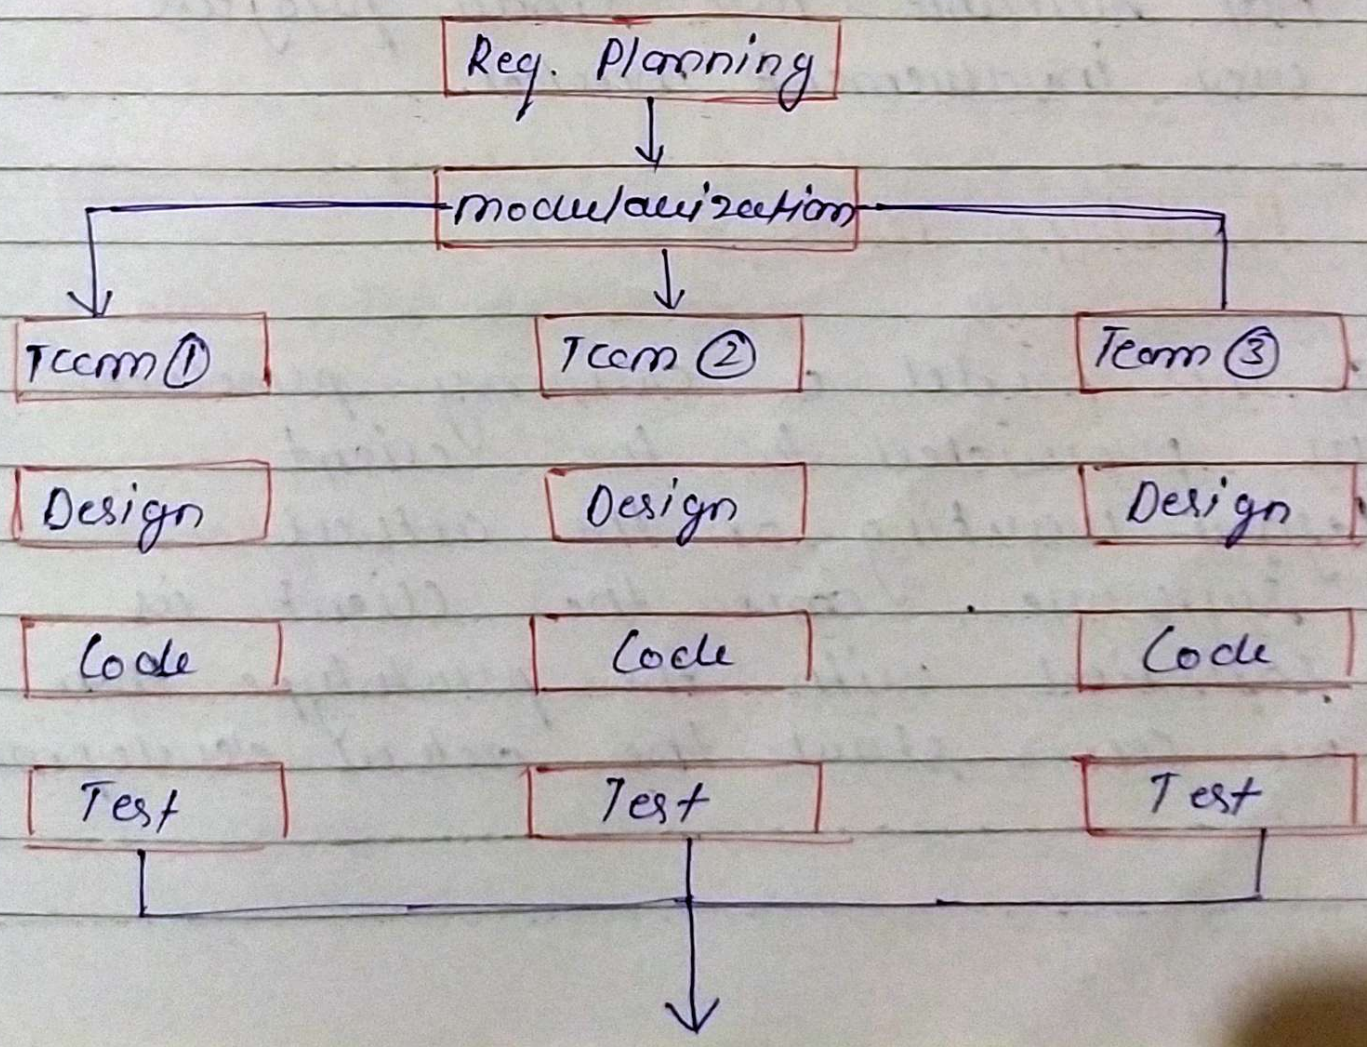 Req. Planning
modularization
Team ① Team ② Team ③
Design Design Design
Code Code Code
Test Test Test